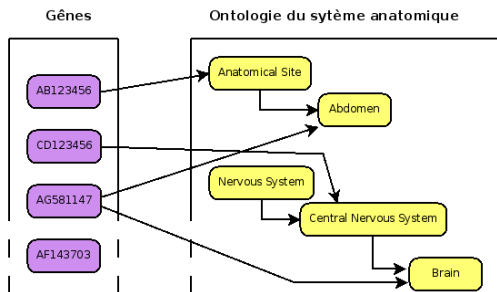 Gênes
Ontologie du sytème anatomique
Anatomical Site
AB123456
Abdomen
CD123456
Nervous System
AG581147
Central Nervous System
AF143703
Brain